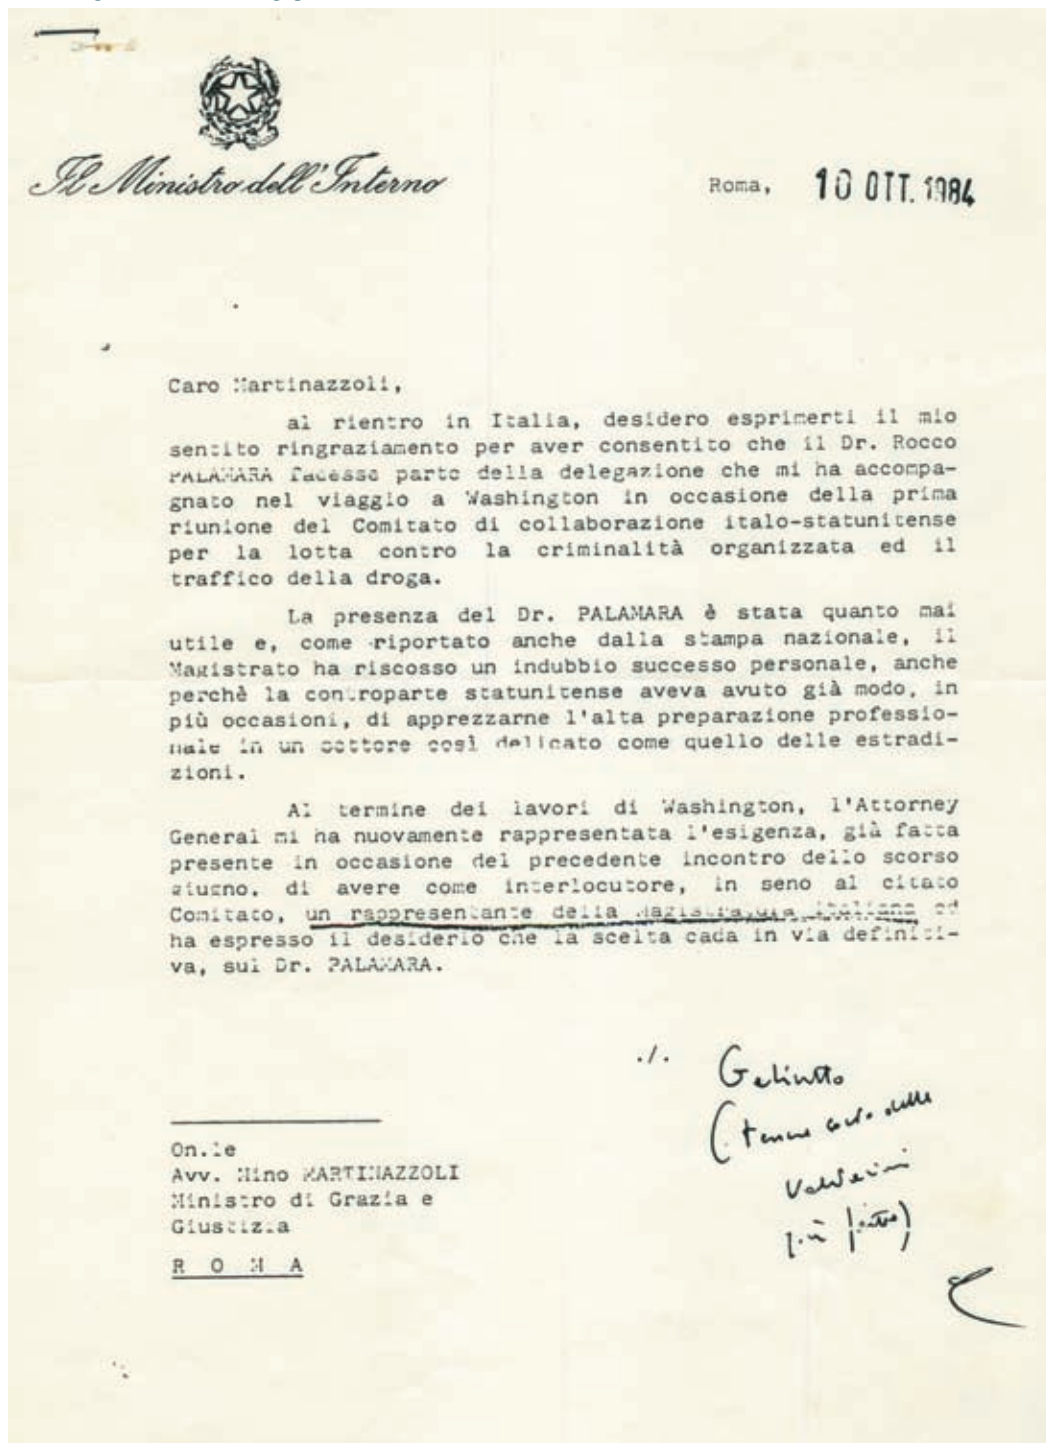 Il Ministro dell'Interno
Roma, 10 OTT. 1984
Caro Martinazzoli,
al rientro in Italia, desidero esprimerti il mio
sentito ringraziamento per aver consentito che il Dr. Rocco
PALAMARA facesse parte della delegazione che mi ha accompa-
gnato nel viaggio a Washington in occasione della prima
riunione del Comitato di collaborazione italo-statunitense
per la lotta contro la criminalità organizzata ed il
traffico della droga.
La presenza del Dr. PALAMARA è stata quanto mai
utile e, come riportato anche dalla stampa nazionale, il
Magistrato ha riscosso un indubbio successo personale, anche
perchè la controparte statunitense aveva avuto già modo, in
più occasioni, di apprezzarne l'alta preparazione professio-
nale in un settore così delicato come quello delle estradi-
zioni.
Al termine dei lavori di Washington, l'Attorney
General mi ha nuovamente rappresentata l'esigenza, già fatta
presente in occasione del precedente incontro dello scorso
giugno, di avere come interlocutore, in seno al citato
Comitato, un rappresentante della Magistratura italiana ed
ha espresso il desiderio che la scelta cada in via definiti-
va, sul Dr. PALAMARA.
./.
On.le
Avv. Mino MARTINAZZOLI
Ministro di Grazia e
Giustizia
R O M A